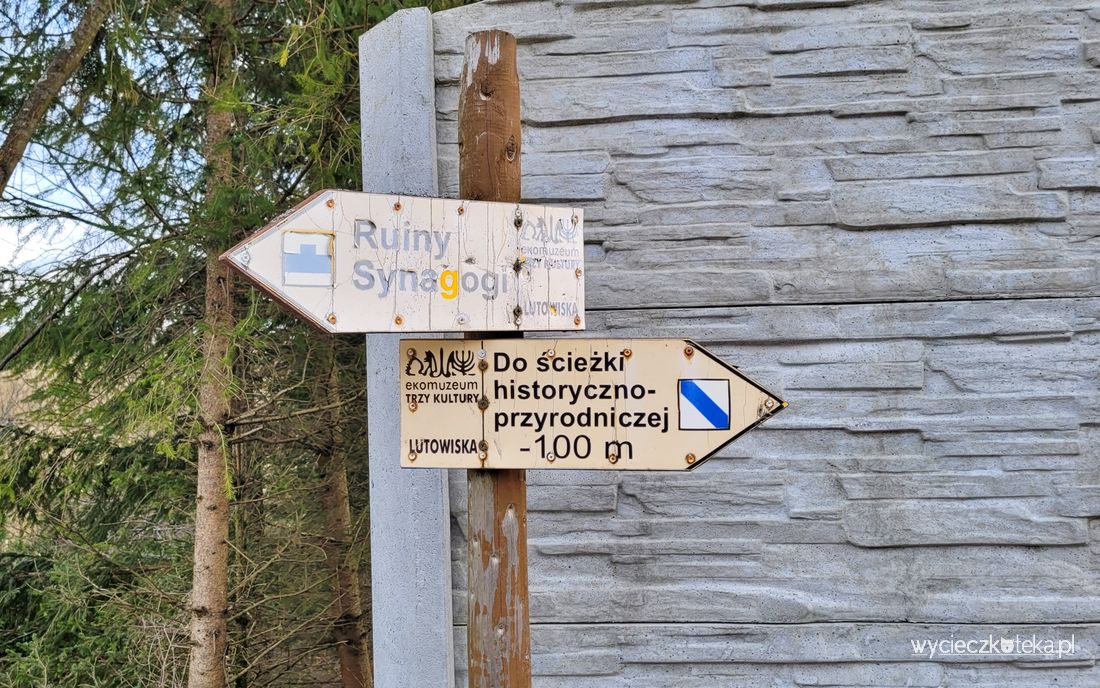 Ruiny
Synagogi
ekomuzeum
TRZY KULTURY
LUTOWISKA
ekomuzeum
TRZY KULTURY
LUTOWISKA
Do ścieżki
historyczno-
przyrodniczej
-100 m
wycieczkoteka.pl